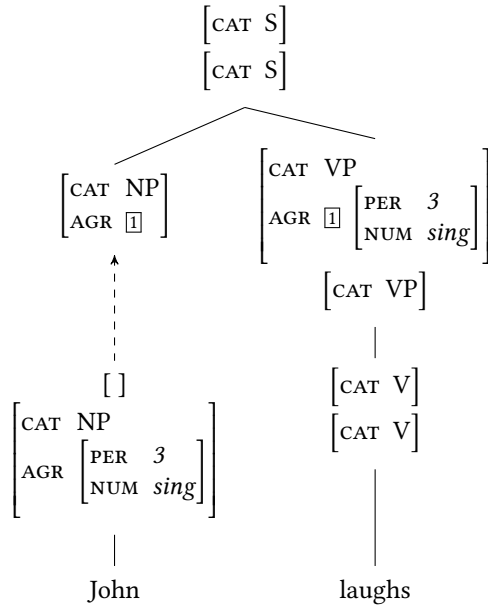 [CAT S]
[CAT S]
[CAT NP
AGR 1]
[CAT VP
AGR 1 [PER 3
NUM sing]]
[CAT VP]
[ ]
[CAT NP
AGR [PER 3
NUM sing]]
[CAT V]
[CAT V]
John laughs